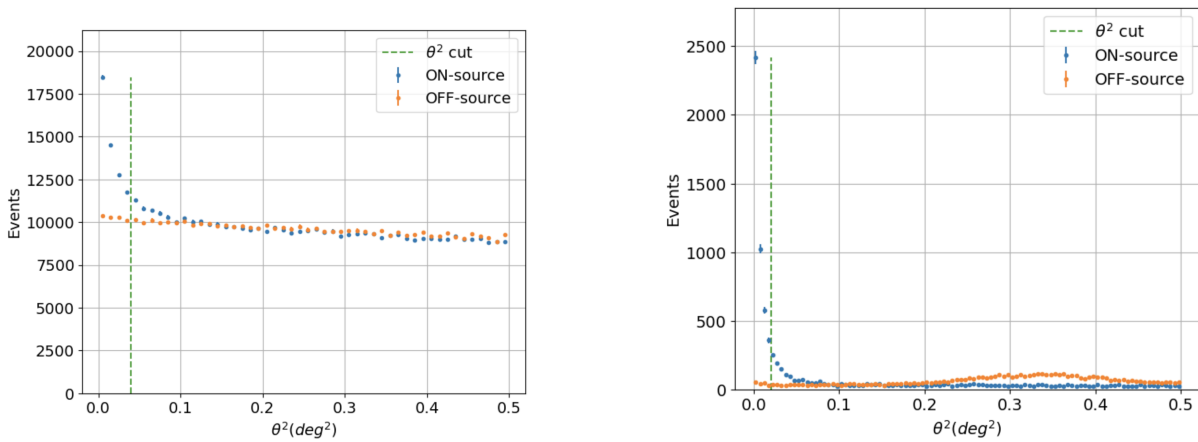 20000
17500
15000
12500
10000
7500
5000
2500
0
Events
0.0 0.1 0.2 0.3 0.4 0.5
θ²(deg²)
θ² cut
ON-source
OFF-source
2500
2000
1500
1000
500
0
Events
0.0 0.1 0.2 0.3 0.4 0.5
θ²(deg²)
θ² cut
ON-source
OFF-source